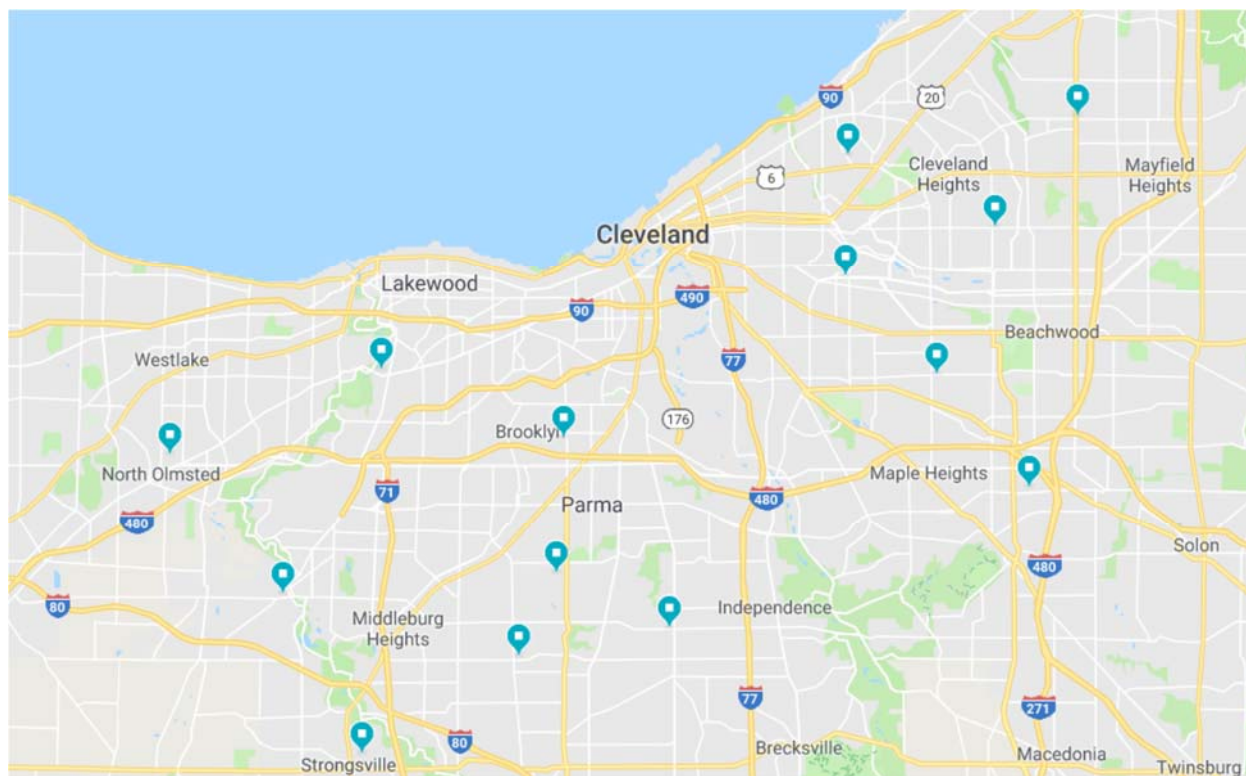 90
20
Cleveland
Heights
Mayfield
Heights
6
Cleveland
Lakewood
490
90
Beachwood
Westlake
77
176
Brooklyn
North Olmsted
Maple Heights
71
480
Parma
480
Solon
480
80
Independence
Middleburg
Heights
77
271
80
Brecksville
Macedonia
Strongsville
Twinsburg